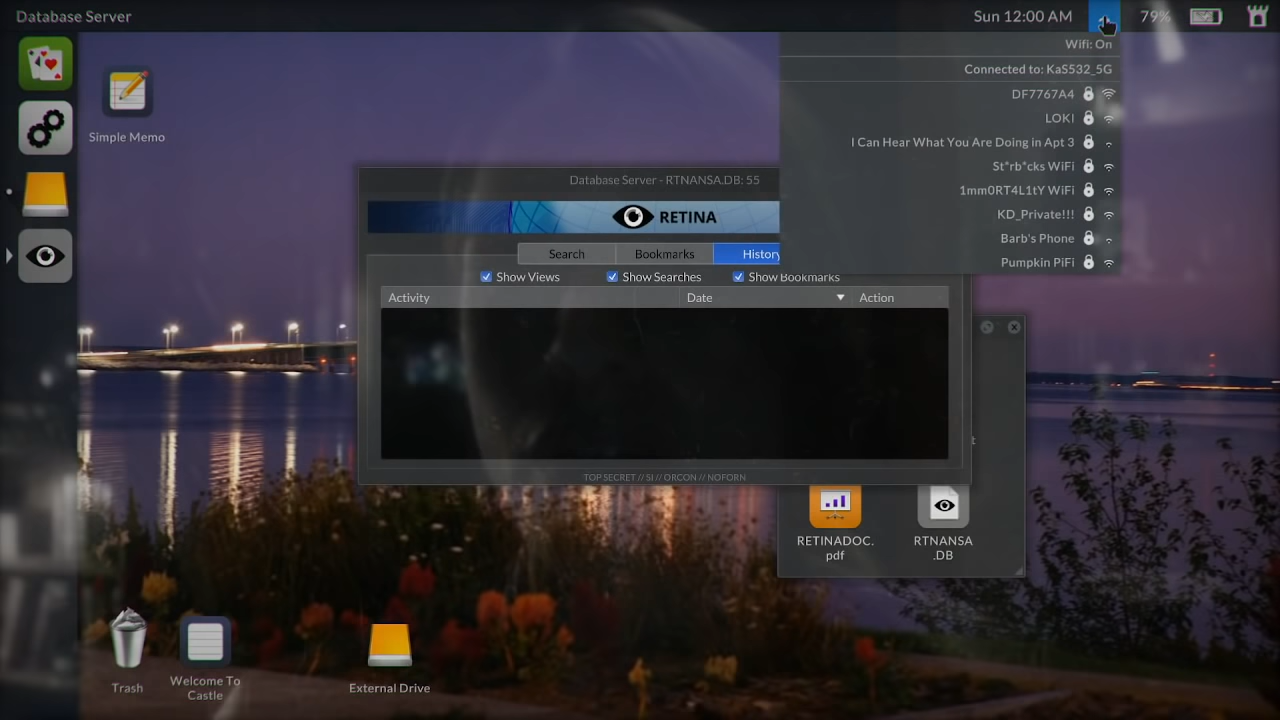 Database Server
Sun 12:00 AM
79%
Wifi: On
Connected to: KaS532_5G
DF7767A4
LOKI
I Can Hear What You Are Doing in Apt 3
St*rb*cks WiFi
1mm0RT4L1tY WiFi
KD_Private!!!
Barb's Phone
Pumpkin PiFi
Simple Memo
Database Server - RTNANSA.DB: 55
RETINA
Search
Bookmarks
History
Show Views
Show Searches
Show Bookmarks
Activity
Date
Action
TOP SECRET // SI // ORCON // NOFORN
RETINADOC.
pdf
RTNANSA
.DB
Trash
Welcome To
Castle
External Drive